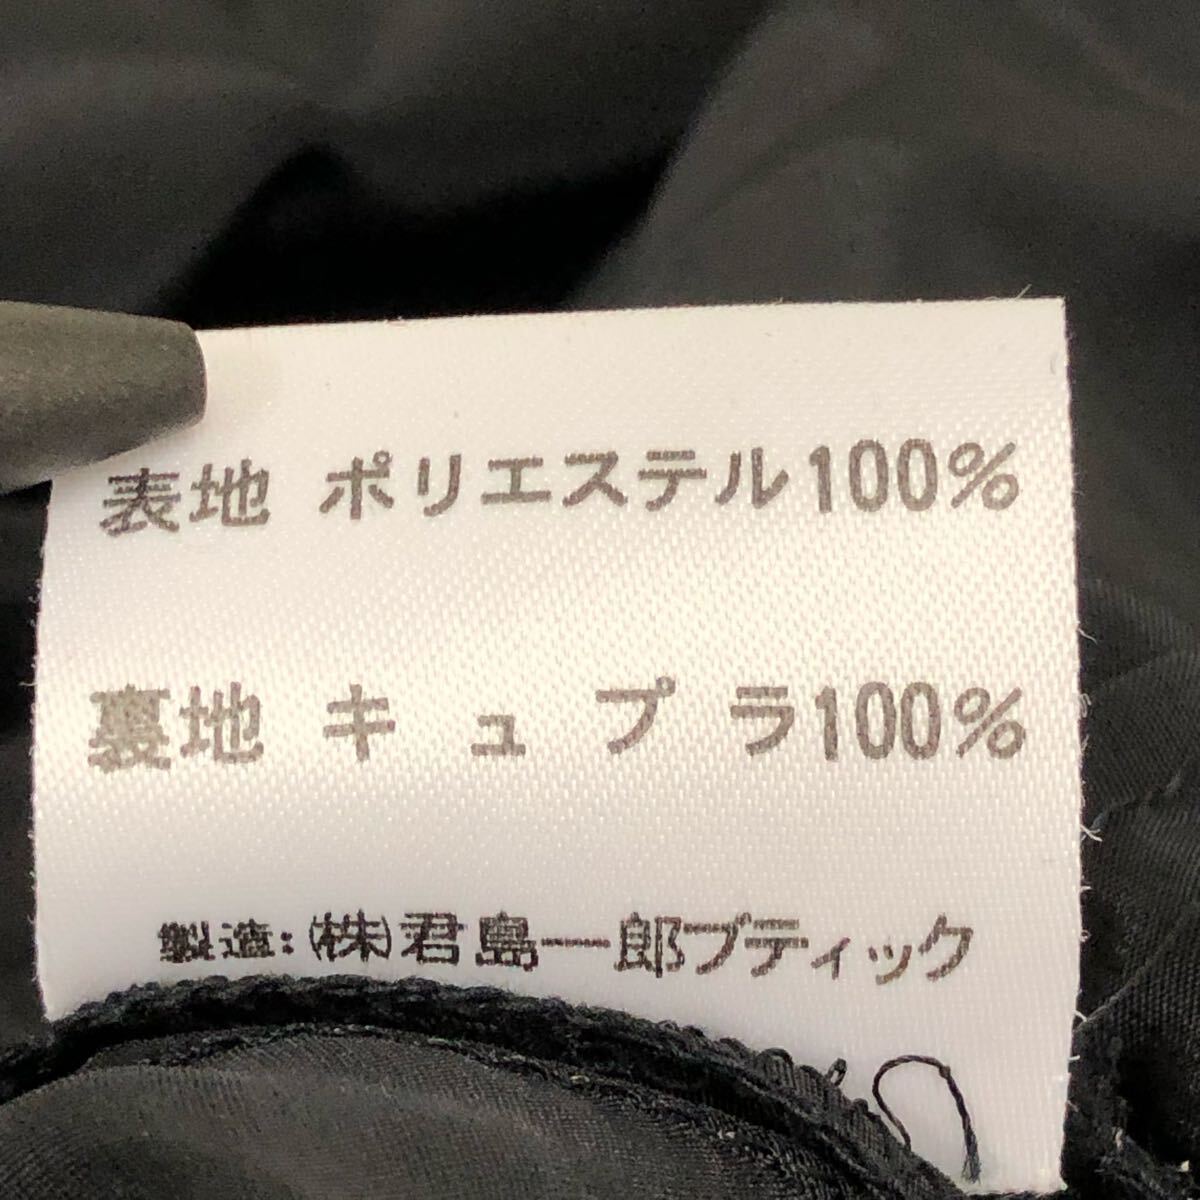 表地 ポリエステル100%
裏地 キュプラ100%
製造:(株)君島一郎ブティック